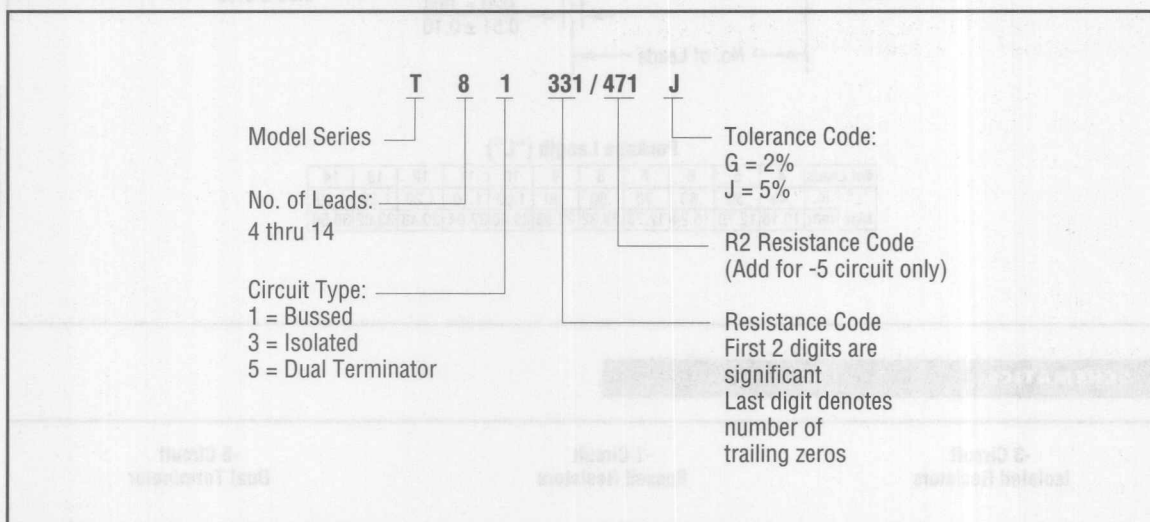 T 8 1 331 / 471 J
Model Series
No. of Leads:
4 thru 14
Circuit Type:
1 = Bussed
3 = Isolated
5 = Dual Terminator
Tolerance Code:
G = 2%
J = 5%
R2 Resistance Code
(Add for -5 circuit only)
Resistance Code
First 2 digits are
significant
Last digit denotes
number of
trailing zeros